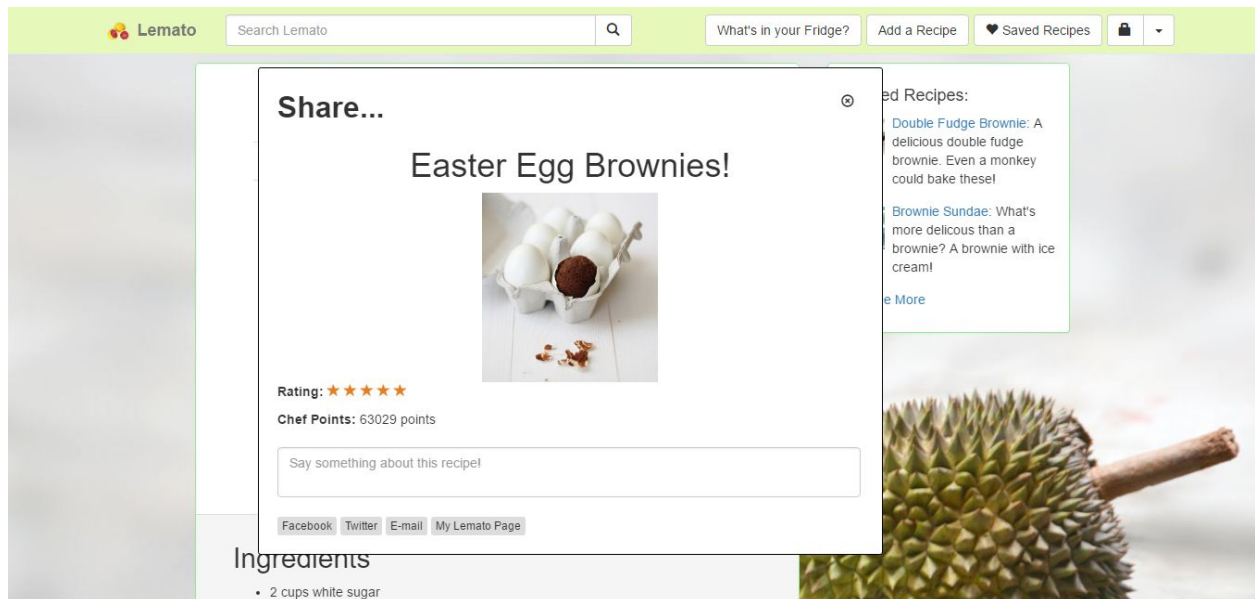 Lemato
Search Lemato
What's in your Fridge?
Add a Recipe
Saved Recipes
Share...
Easter Egg Brownies!
Rating:
Chef Points: 63029 points
Say something about this recipe!
Facebook
Twitter
E-mail
My Lemato Page
Ingredients
2 cups white sugar
Recipes:
Double Fudge Brownie: A
delicious double fudge
brownie. Even a monkey
could bake these!
Brownie Sundae: What's
more delicous than a
brownie? A brownie with ice
cream!
More